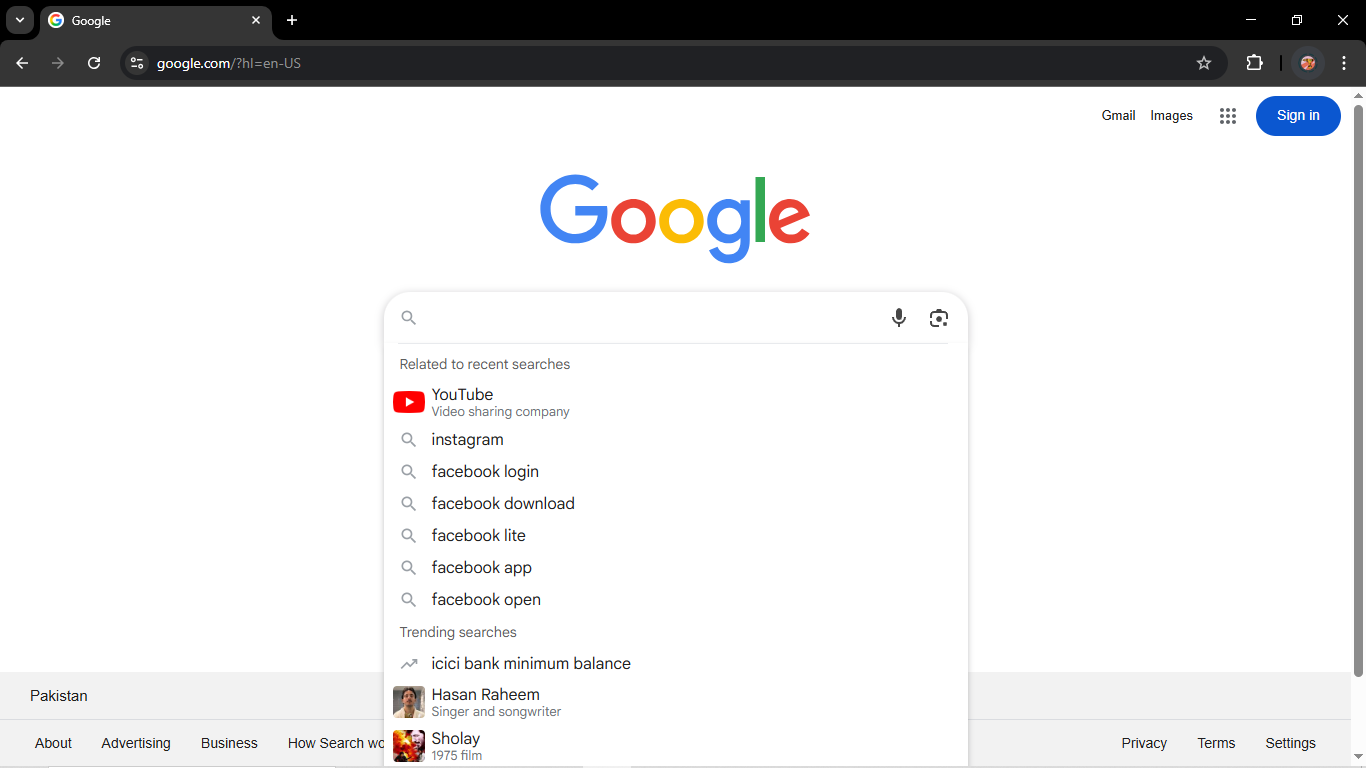 Google
google.com/?hl=en-US
Gmail Images Sign in
Google
Related to recent searches
YouTube
Video sharing company
instagram
facebook login
facebook download
facebook lite
facebook app
facebook open
Trending searches
icici bank minimum balance
Hasan Raheem
Singer and songwriter
Sholay
1975 film
Pakistan
About Advertising Business How Search wo
Privacy Terms Settings